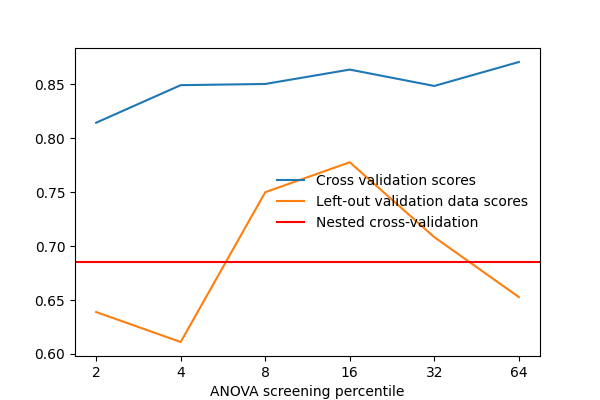 0.85
0.80
0.75
0.70
0.65
0.60
Cross validation scores
Left-out validation data scores
Nested cross-validation
2 4 8 16 32 64
ANOVA screening percentile